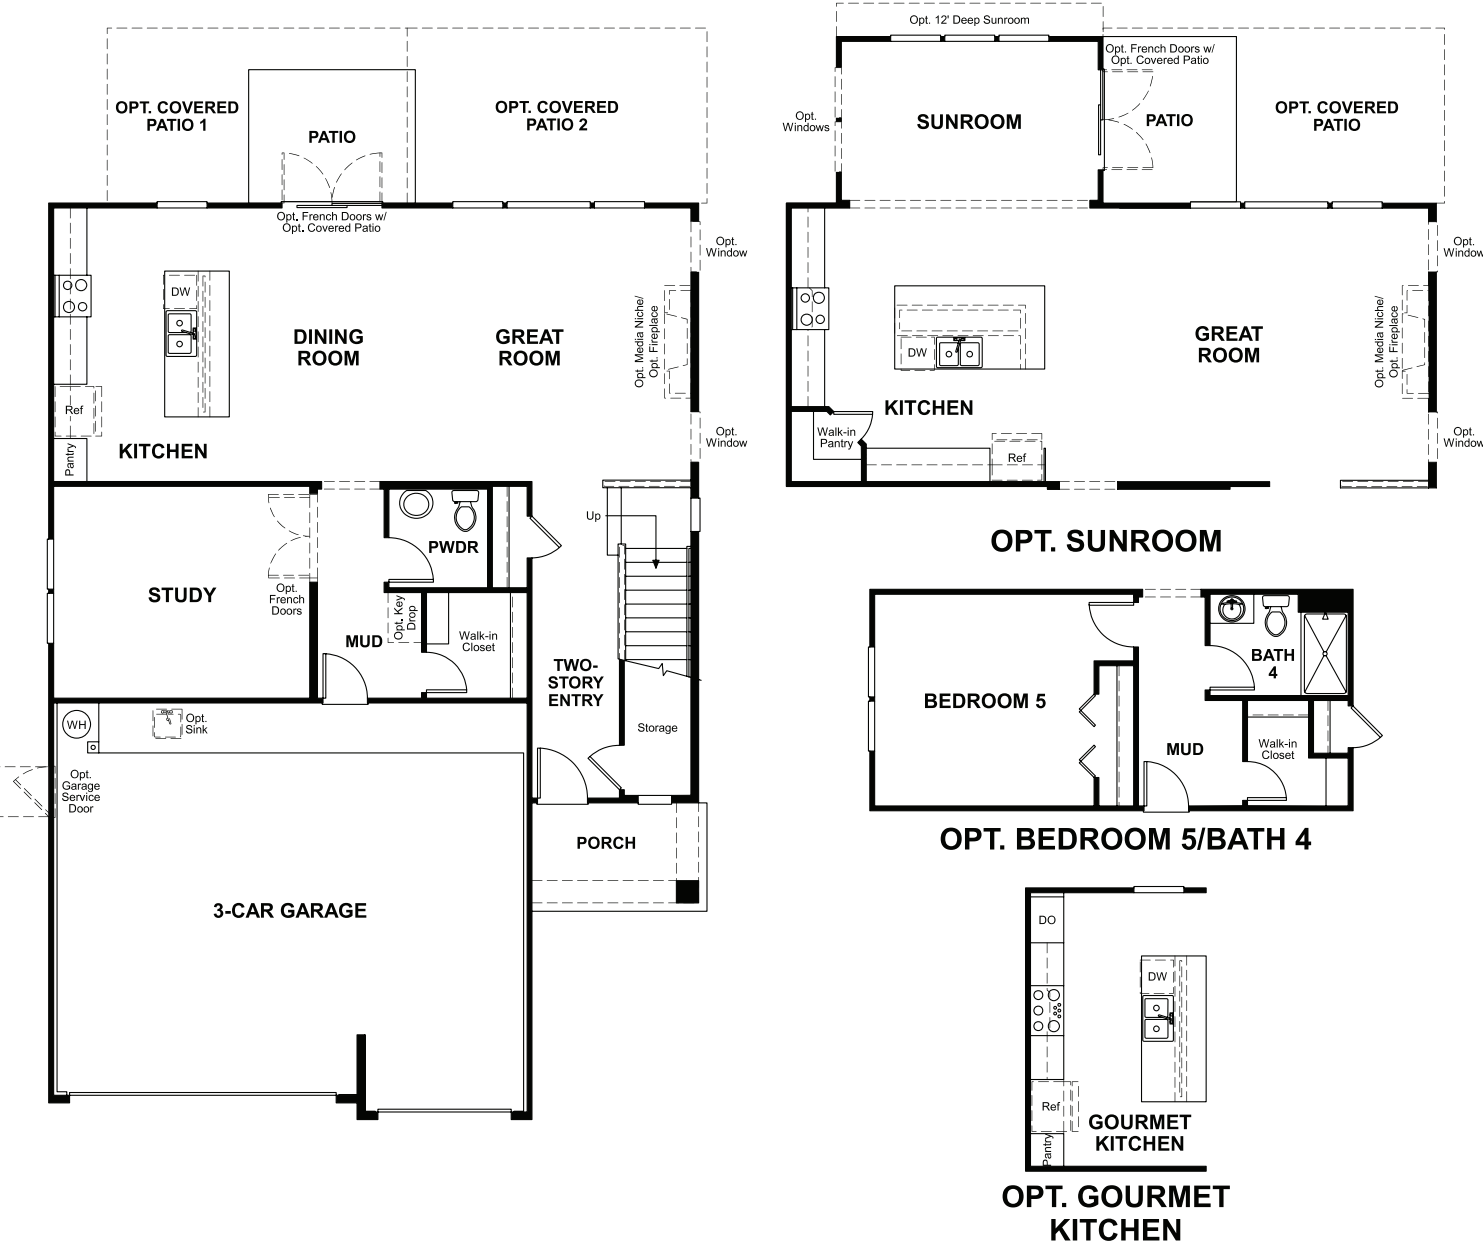 OPT. COVERED
PATIO 1
PATIO
OPT. COVERED
PATIO 2
Opt. French Doors w/
Opt. Covered Patio
Opt.
Window
DW
DINING
ROOM
GREAT
ROOM
Opt. Media Niche/
Opt. Fireplace
Ref
KITCHEN
Pantry
Opt.
Window
Up
PWDR
STUDY
Opt.
French
Doors
Opt. Key
Drop
MUD
Walk-in
Closet
TWO-
STORY
ENTRY
Storage
WH
Opt.
Sink
Opt.
Garage
Service
Door
PORCH
3-CAR GARAGE
Opt. 12' Deep Sunroom
Opt. French Doors w/
Opt. Covered Patio
Opt.
Windows
SUNROOM
PATIO
OPT. COVERED
PATIO
Opt.
Window
GREAT
ROOM
Opt. Media Niche/
Opt. Fireplace
DW
KITCHEN
Walk-in
Pantry
Ref
Opt.
Window
OPT. SUNROOM
BATH
4
BEDROOM 5
MUD
Walk-in
Closet
OPT. BEDROOM 5/BATH 4
DO
DW
Ref
GOURMET
KITCHEN
Pantry
OPT. GOURMET
KITCHEN